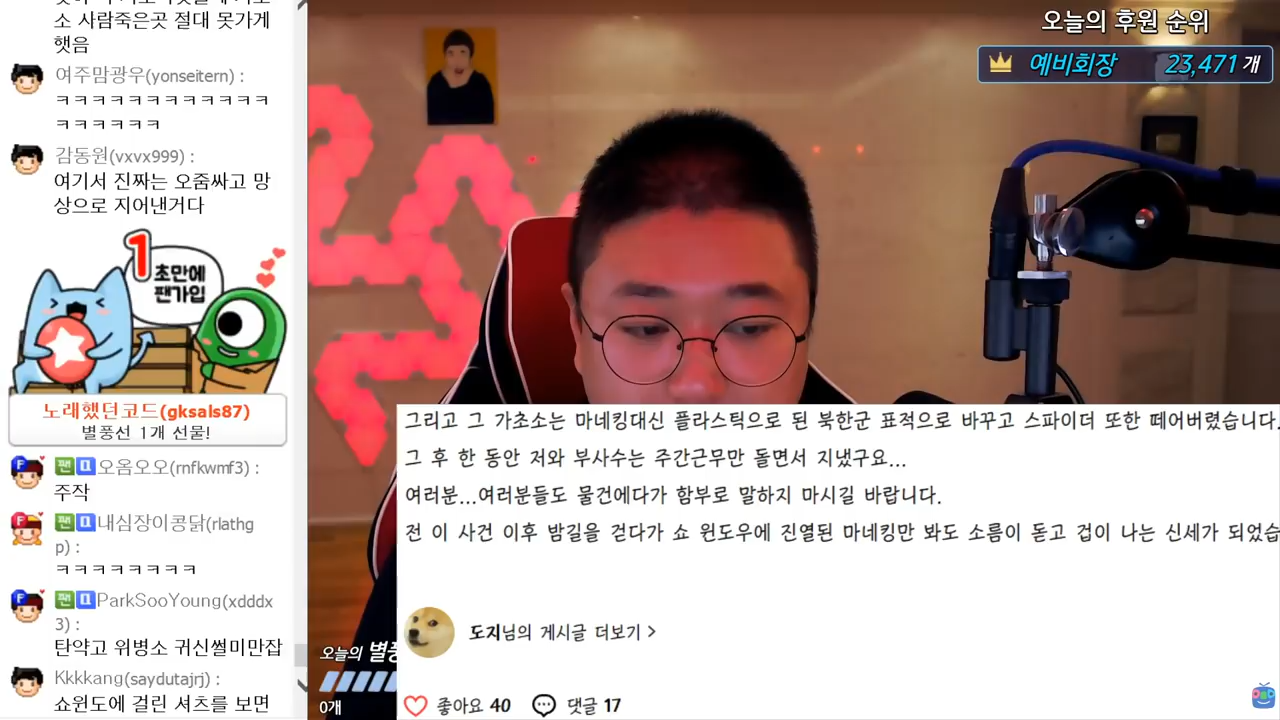 소 사람죽은곳 절대 못가게
햇음
여주맘광우(yonseitern) :
ㅋㅋㅋㅋㅋㅋㅋㅋㅋㅋㅋㅋ
ㅋㅋㅋㅋㅋㅋ
감동원(vxvx999) :
여기서 진짜는 오줌싸고 망
상으로 지어낸거다
1
초만에
팬가입
노래했던코드(gksals87)
별풍선 1개 선물!
팬 오옴오오(rnfkwmf3) :
주작
팬 내심장이콩닭(rlathg
p) :
ㅋㅋㅋㅋㅋㅋㅋㅋ
팬 ParkSooYoung(xdddx
3) :
탄약고 위병소 귀신썰미만잡
Kkkkang(saydutajrj) :
쇼윈도에 걸린 셔츠를 보면
오늘의 후원 순위
예비회장 23,471 개
그리고 그 가초소는 마네킹대신 플라스틱으로 된 북한군 표적으로 바꾸고 스파이더 또한 떼어버렸습니다.
그 후 한 동안 저와 부사수는 주간근무만 돌면서 지냈구요...
여러분...여러분들도 물건에다가 함부로 말하지 마시길 바랍니다.
전 이 사건 이후 밤길을 걷다가 쇼 윈도우에 진열된 마네킹만 봐도 소름이 돋고 겁이 나는 신세가 되었습
도지님의 게시글 더보기 >
오늘의 별풍
0개
좋아요 40 댓글 17